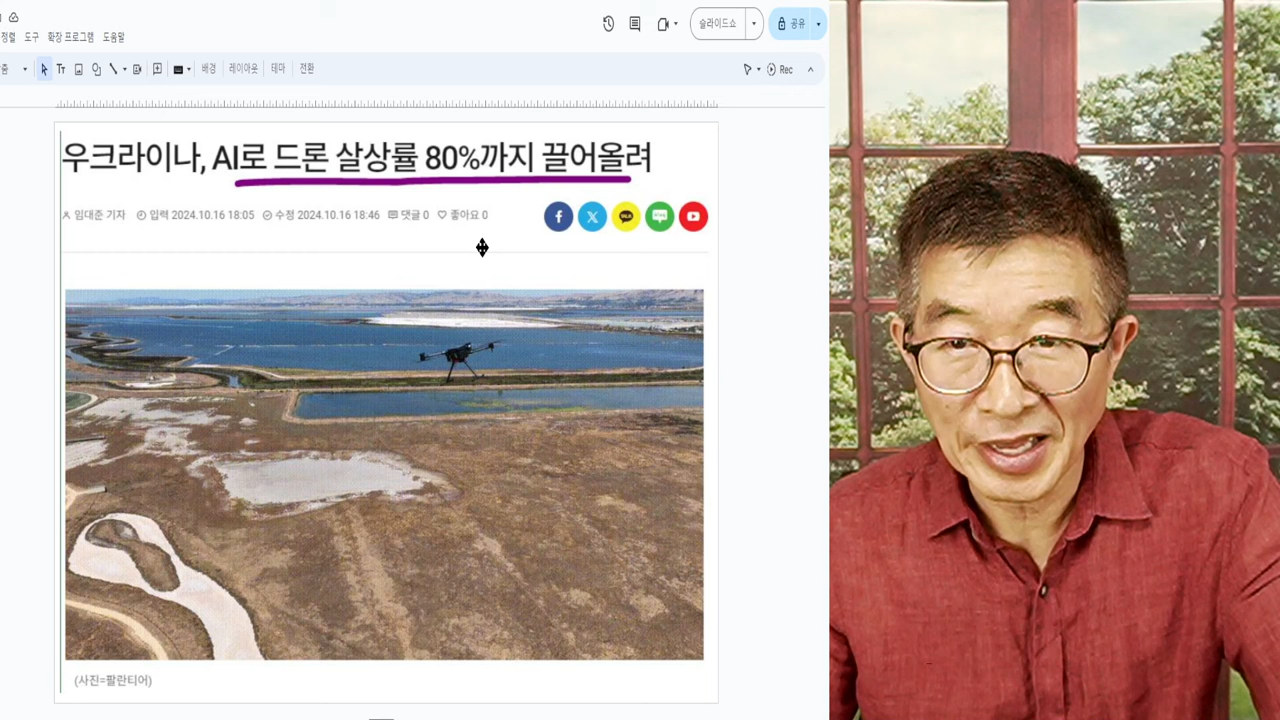 정렬 도구 확장 프로그램 도움말
슬라이드쇼
공유
배경 레이아웃 테마 전환
Rec
우크라이나, AI로 드론 살상률 80%까지 끌어올려
임대준 기자 입력 2024.10.16 18:05 수정 2024.10.16 18:46 댓글 0 좋아요 0
TALK
(사진=팔란티어)